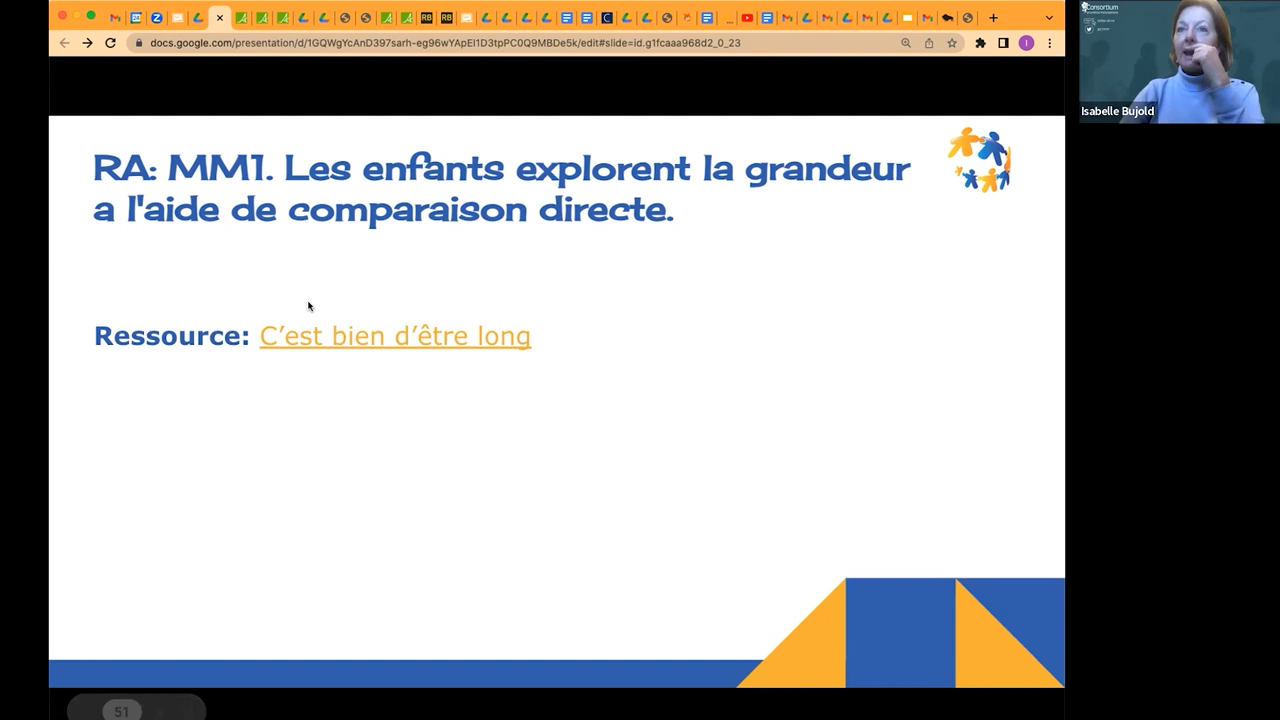 docs.google.com/presentation/d/1GQWgYcAnD397sarh-eg96wYApEI1D3tpPC0Q9MBDe5k/edit#slide=id.g1fcaaa968d2_0_23
Consortium
Isabelle Bujold
RA: MM1. Les enfants explorent la grandeur
a l'aide de comparaison directe.
Ressource: C’est bien d’être long
51